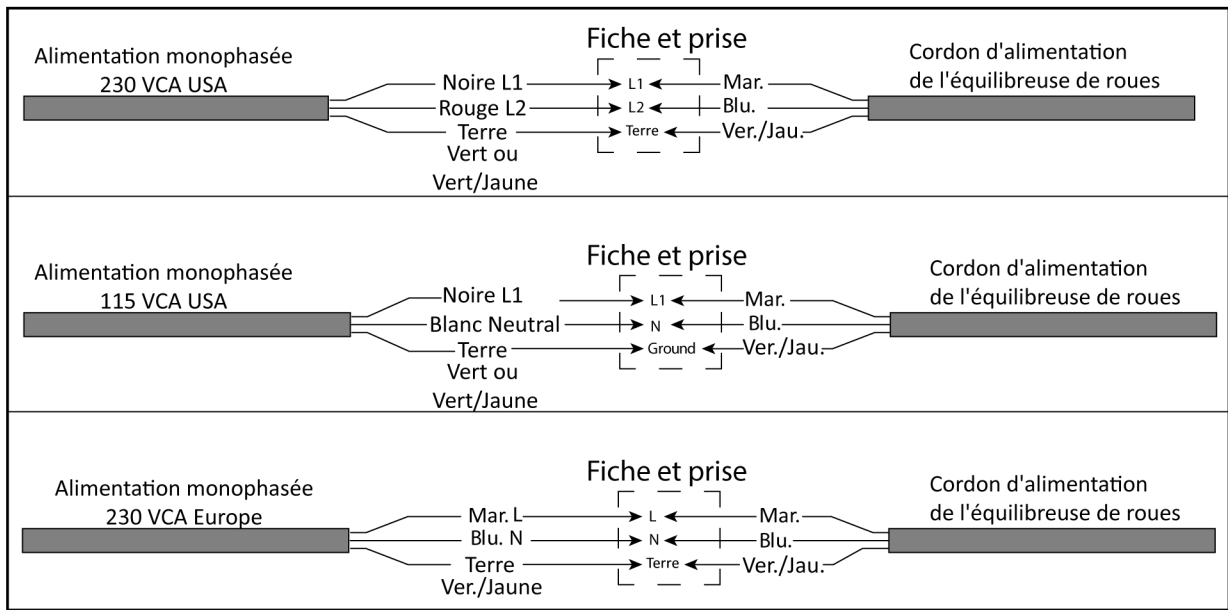 Alimentation monophasée
230 VCA USA
Fiche et prise
Cordon d'alimentation
de l'équilibreuse de roues
Noire L1
L1
Mar.
Rouge L2
L2
Blu.
Terre
Vert ou
Vert/Jaune
Terre
Ver./Jau.
Alimentation monophasée
115 VCA USA
Fiche et prise
Cordon d'alimentation
de l'équilibreuse de roues
Noire L1
L1
Mar.
Blanc Neutral
N
Blu.
Terre
Vert ou
Vert/Jaune
Ground
Ver./Jau.
Alimentation monophasée
230 VCA Europe
Fiche et prise
Cordon d'alimentation
de l'équilibreuse de roues
Mar. L
L
Mar.
Blu. N
N
Blu.
Terre
Ver./Jaune
Terre
Ver./Jau.